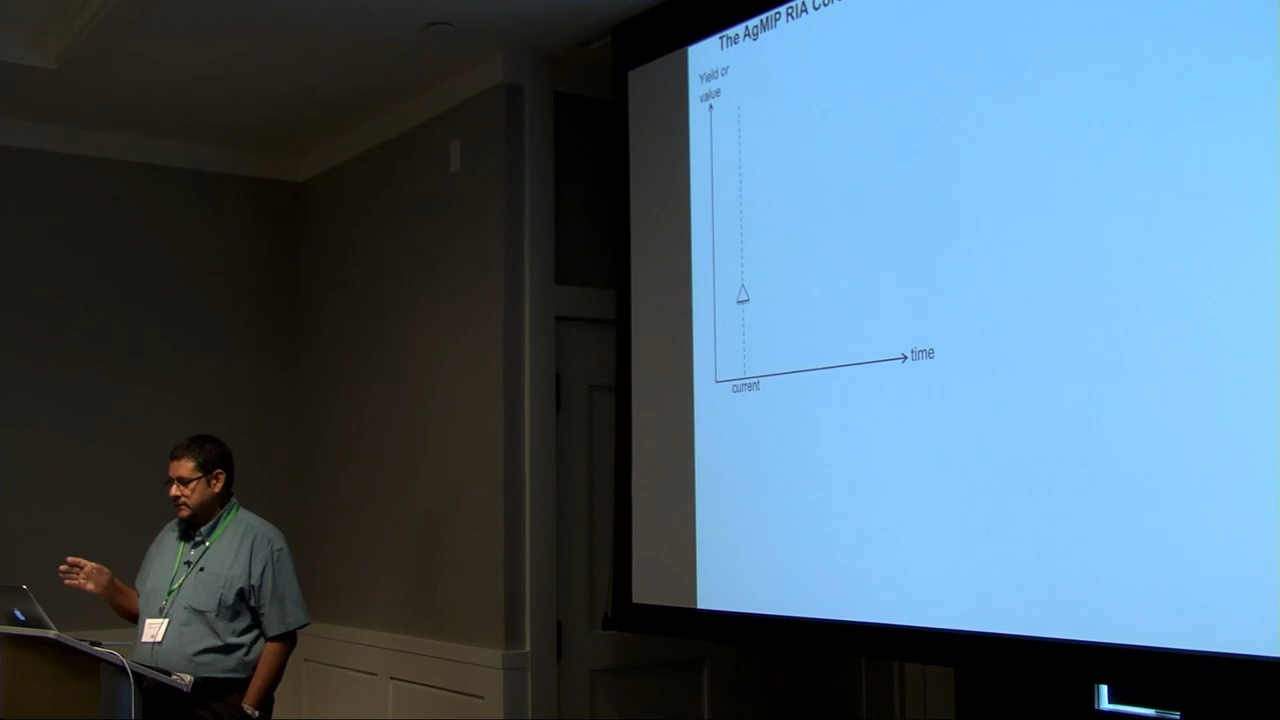 The AgMIP RIA
Yield or
value
time
current